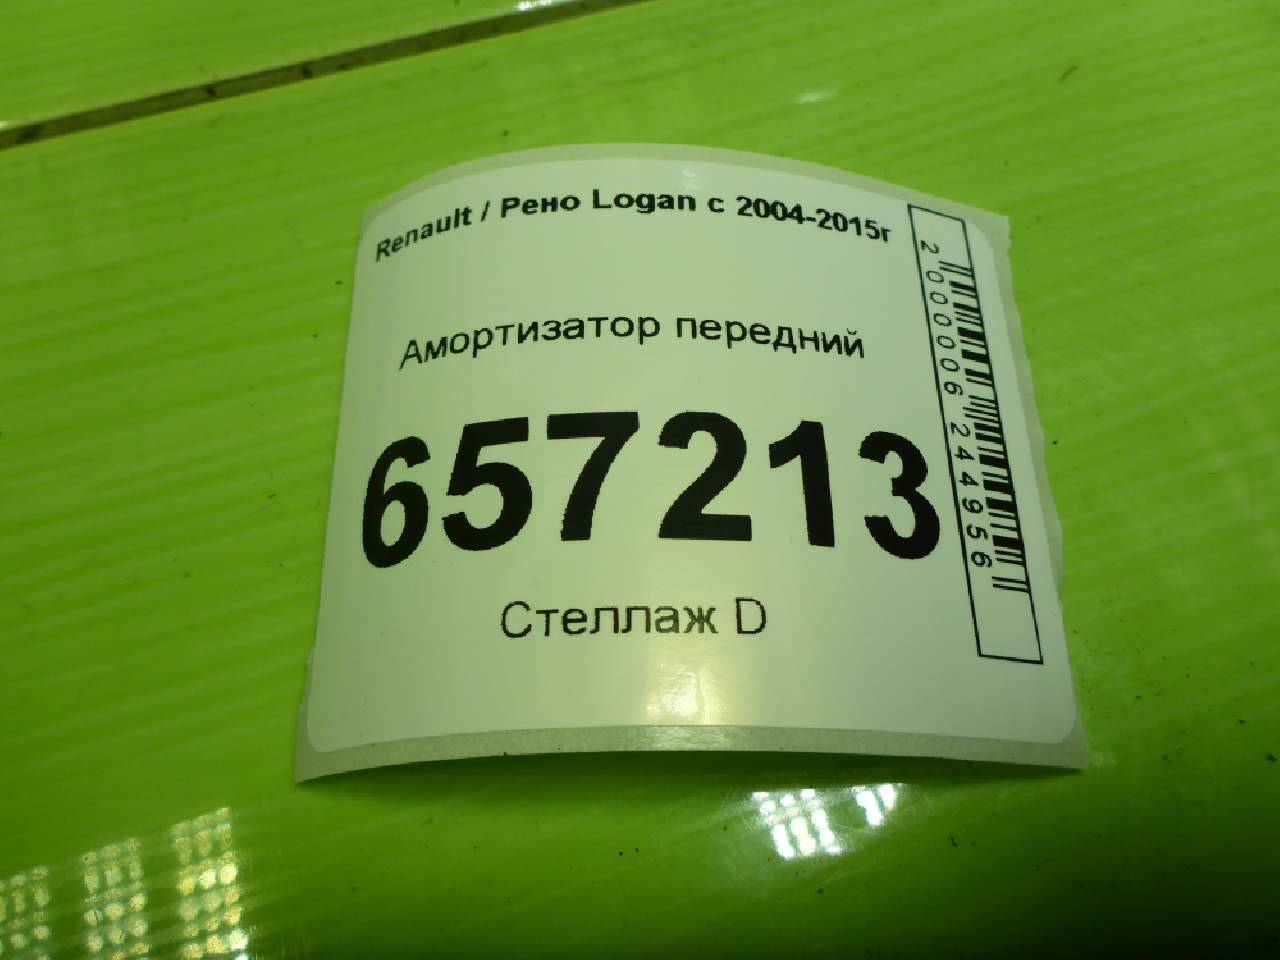 Renault / Рено Logan с 2004-2015г
Амортизатор передний
657213
Стеллаж D
2000006244956